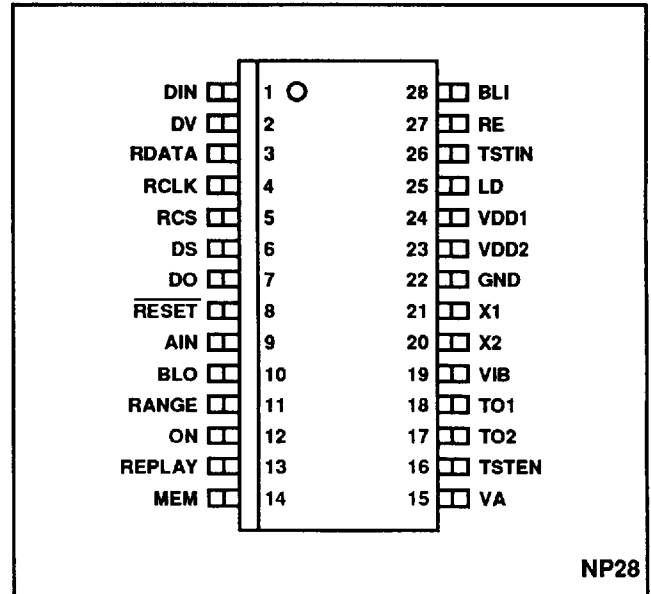 DIN 1 28 BLI
DV 2 27 RE
RDATA 3 26 TSTIN
RCLK 4 25 LD
RCS 5 24 VDD1
DS 6 23 VDD2
DO 7 22 GND
RESET 8 21 X1
AIN 9 20 X2
BLO 10 19 VIB
RANGE 11 18 TO1
ON 12 17 TO2
REPLAY 13 16 TSTEN
MEM 14 15 VA
NP28